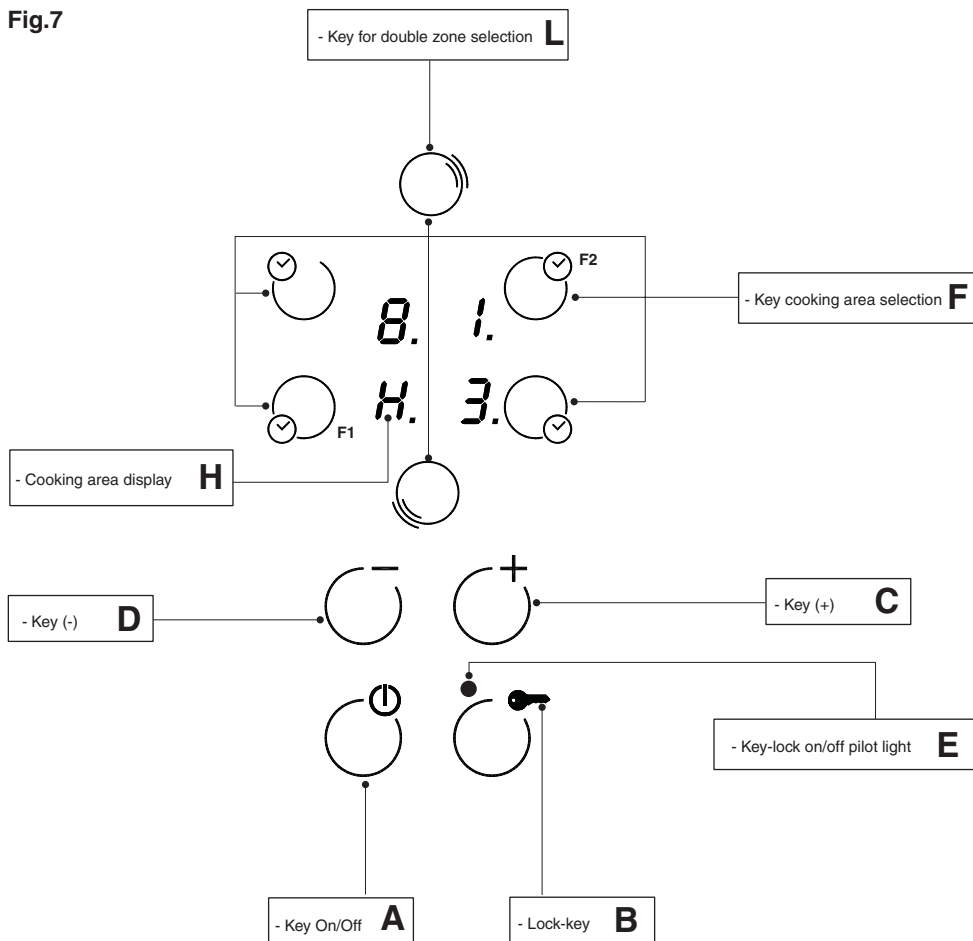 Fig.7
- Key for double zone selection L
F2
- Key cooking area selection F
8. 1.
H. 3.
F1
- Cooking area display H
- Key (-) D
- Key (+) C
- Key-lock on/off pilot light E
- Key On/Off A
- Lock-key B